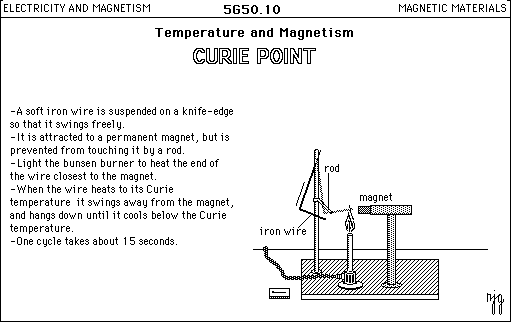 ELECTRICITY AND MAGNETISM
5G50.10
MAGNETIC MATERIALS
Temperature and Magnetism
CURIE POINT
-A soft iron wire is suspended on a knife-edge
so that it swings freely.
-It is attracted to a permanent magnet, but is
prevented from touching it by a rod.
-Light the bunsen burner to heat the end of
the wire closest to the magnet.
-When the wire heats to its Curie
temperature it swings away from the magnet,
and hangs down until it cools below the Curie
temperature.
-One cycle takes about 15 seconds.
rod
magnet
iron wire
njg